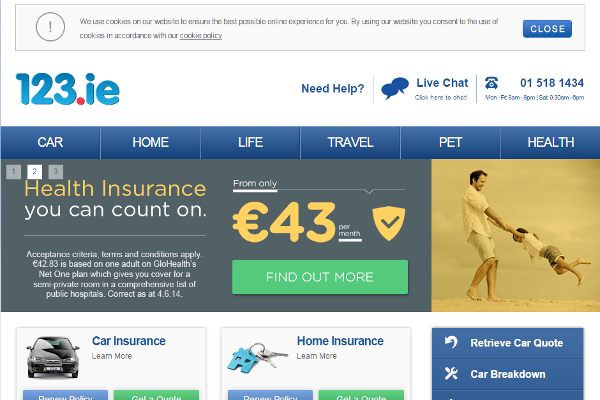 We use cookies on our website to ensure the best possible online experience for you. By using our website you consent to the use of
cookies in accordance with our cookie policy
CLOSE
123.ie
Need Help?
Live Chat
Click here to chat!
01 518 1434
Mon - Fri 8am - 8pm | Sat 9.30am - 6pm
CAR
HOME
LIFE
TRAVEL
PET
HEALTH
1
2
3
Health Insurance
you can count on.
Acceptance criteria, terms and conditions apply.
€42.83 is based on one adult on GloHealth's
Net One plan which gives you cover for a
semi-private room in a comprehensive list of
public hospitals. Correct as at 4.6.14.
From only
€43
per
month.
FIND OUT MORE
Car Insurance
Learn More
Renew Policy
Get a Quote
Home Insurance
Learn More
Renew Policy
Get a Quote
Retrieve Car Quote
Car Breakdown